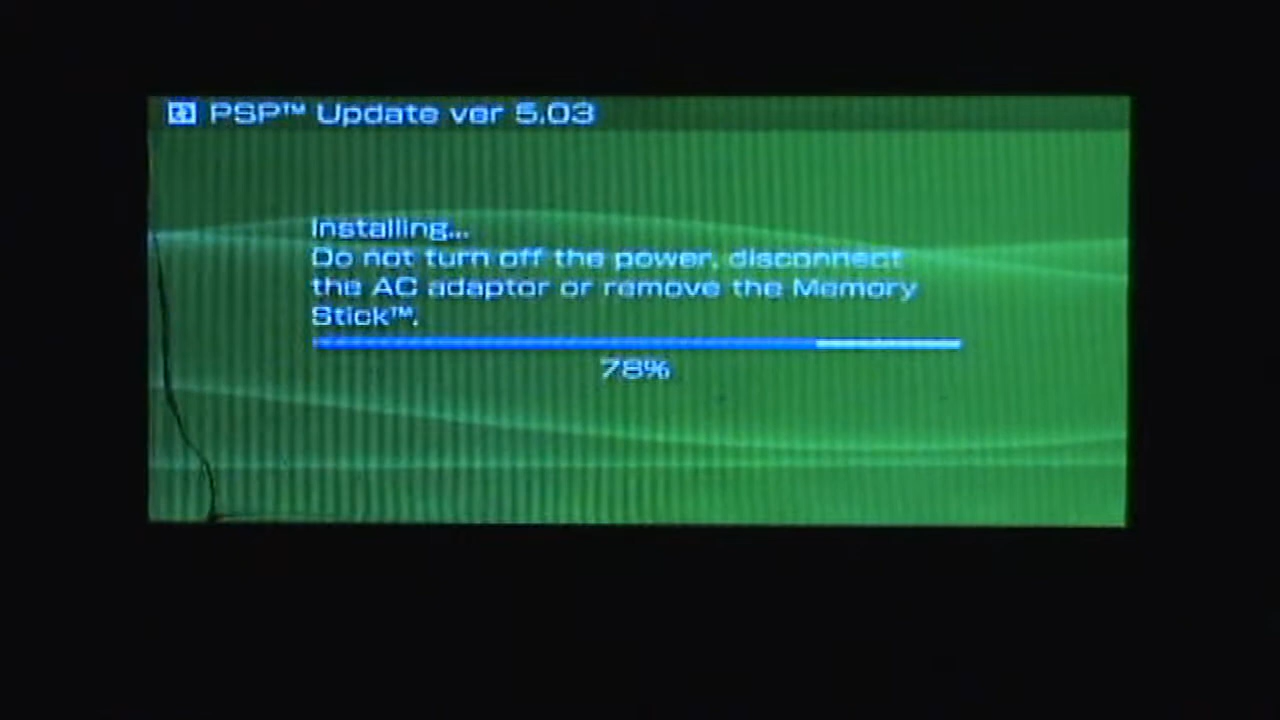 PSP™ Update ver 5.03
Installing...
Do not turn off the power, disconnect
the AC adaptor or remove the Memory
Stick™.
78%